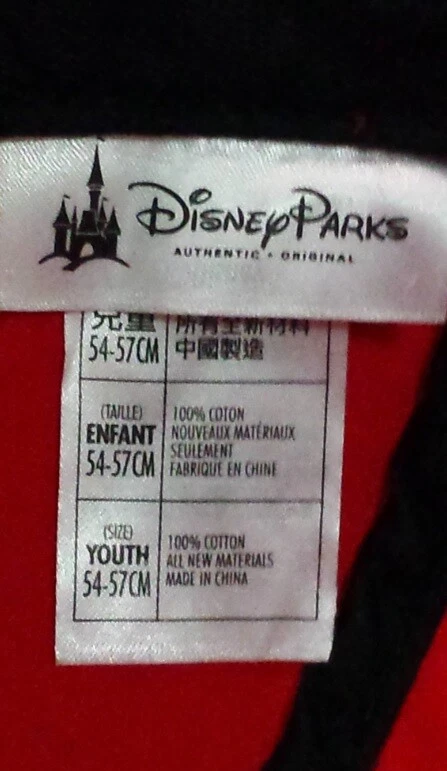 DISNEY PARKS
AUTHENTIC • ORIGINAL
兒童
54-57CM
所有全新材料
中國製造
(TAILLE)
ENFANT
54-57CM
100% COTON
NOUVEAUX MATÉRIAUX
SEULEMENT
FABRIQUÉ EN CHINE
(SIZE)
YOUTH
54-57CM
100% COTTON
ALL NEW MATERIALS
MADE IN CHINA